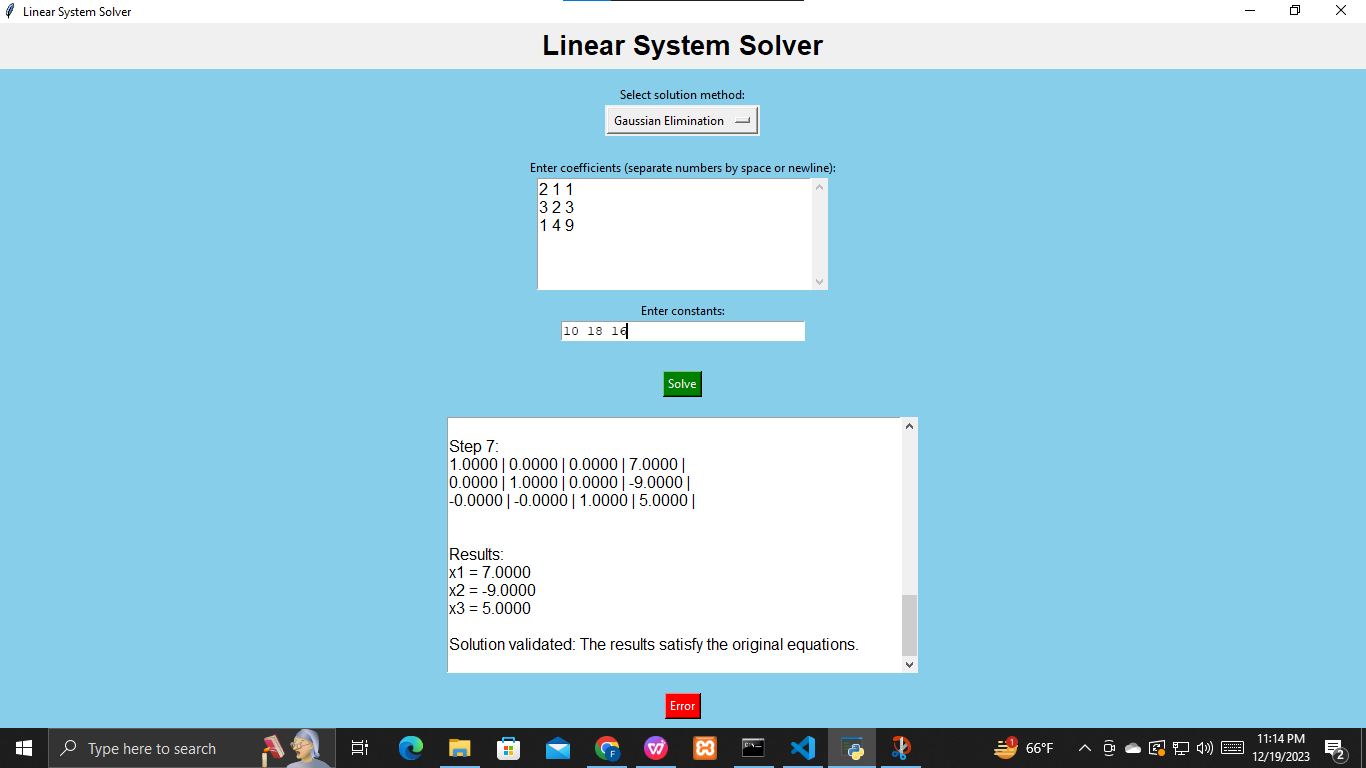 Linear System Solver
Linear System Solver
Select solution method:
Gaussian Elimination
Enter coefficients (separate numbers by space or newline):
2 1 1
3 2 3
1 4 9
Enter constants:
10 18 16
Solve
Step 7:
1.0000 | 0.0000 | 0.0000 | 7.0000 |
0.0000 | 1.0000 | 0.0000 | -9.0000 |
-0.0000 | -0.0000 | 1.0000 | 5.0000 |
Results:
x1 = 7.0000
x2 = -9.0000
x3 = 5.0000
Solution validated: The results satisfy the original equations.
Error
Type here to search
F
W
1
66°F
11:14 PM
12/19/2023
2